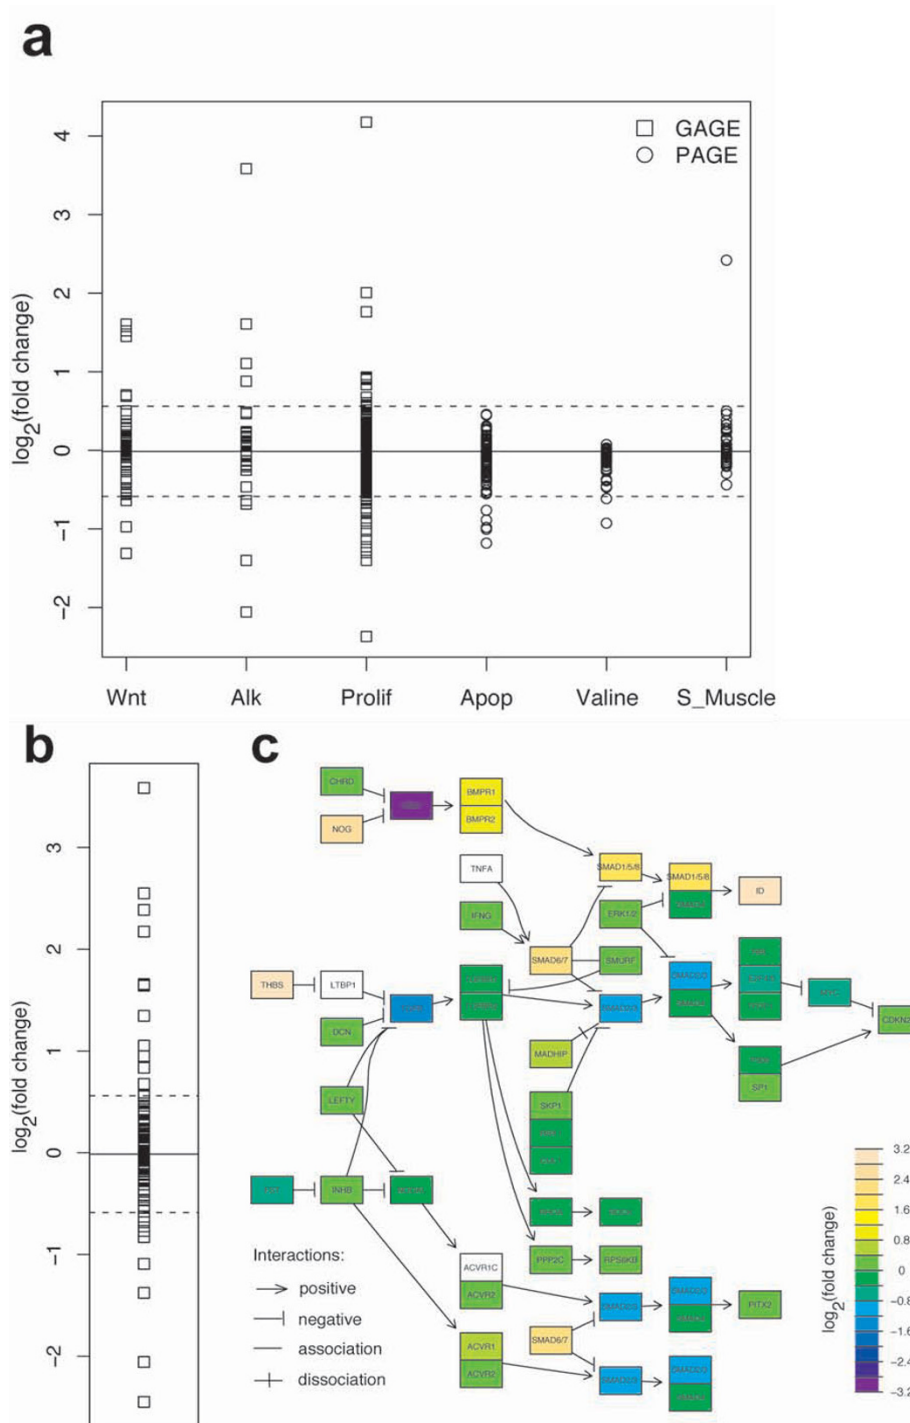 a
GAGE
PAGE
log2(fold change)
4
3
2
1
0
−1
−2
Wnt Alk Prolif Apop Valine S_Muscle
b
log2(fold change)
3
2
1
0
−1
−2
c
CHRD
NOG
BMPR1
BMPR2
TNFA
IFNG
SMAD1/5/8
SMAD1/5/8
ID
ERK1/2
SMAD6/7
SMURF
THBS
LTBP1
DCN
MADHIP
CDKN2
LEFTY
SKP1
SP1
INHB
PPP2C
RPS6KB
ACVR1C
ACVR2
PITX2
SMAD6/7
ACVR1
ACVR2
Interactions:
positive
negative
association
dissociation
log2(fold change)
3.2
2.4
1.6
0.8
0
−0.8
−1.6
−2.4
−3.2